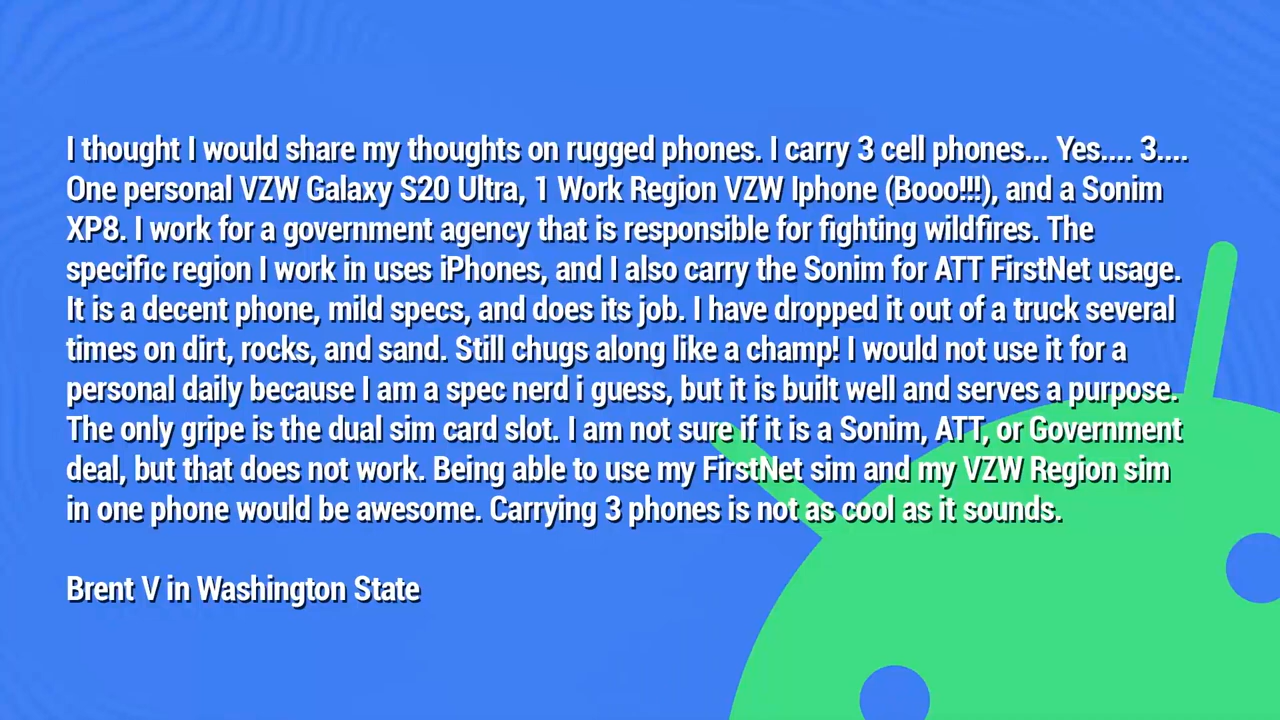 I thought I would share my thoughts on rugged phones. I carry 3 cell phones... Yes.... 3....
One personal VZW Galaxy S20 Ultra, 1 Work Region VZW Iphone (Booo!!!), and a Sonim
XP8. I work for a government agency that is responsible for fighting wildfires. The
specific region I work in uses iPhones, and I also carry the Sonim for ATT FirstNet usage.
It is a decent phone, mild specs, and does its job. I have dropped it out of a truck several
times on dirt, rocks, and sand. Still chugs along like a champ! I would not use it for a
personal daily because I am a spec nerd i guess, but it is built well and serves a purpose.
The only gripe is the dual sim card slot. I am not sure if it is a Sonim, ATT, or Government
deal, but that does not work. Being able to use my FirstNet sim and my VZW Region sim
in one phone would be awesome. Carrying 3 phones is not as cool as it sounds.
Brent V in Washington State